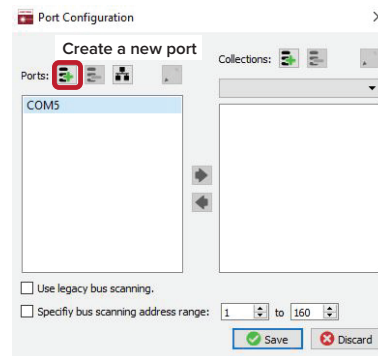 Port Configuration
Create a new port
Ports:
Collections:
COM5
Use legacy bus scanning.
Specifiy bus scanning address range: 1 to 160
Save Discard